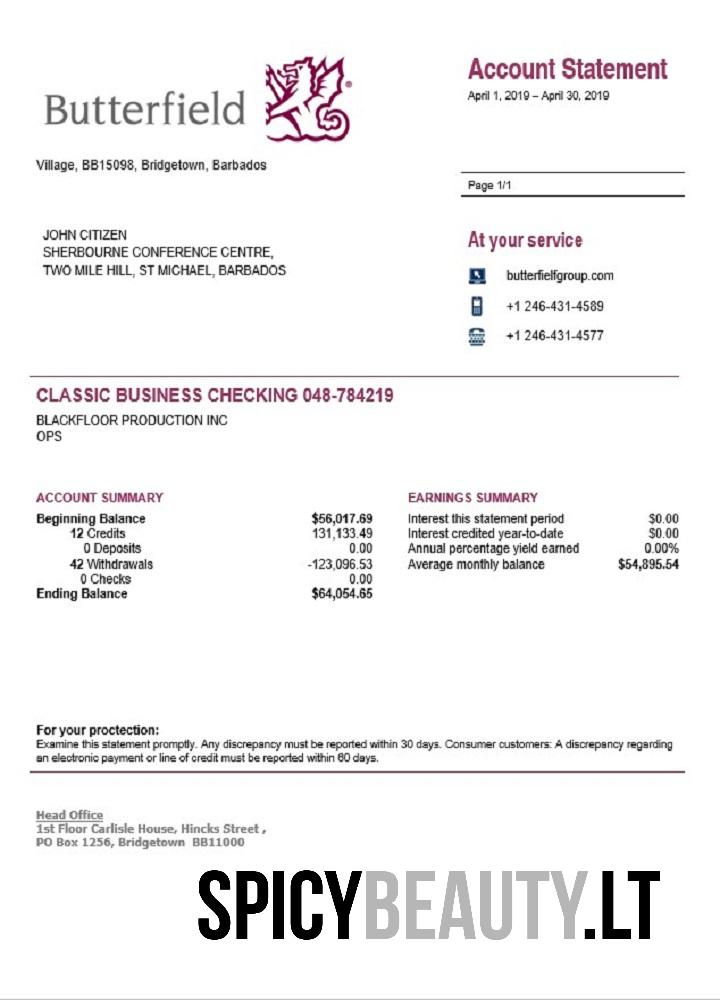 Butterfield
Account Statement
April 1, 2019 – April 30, 2019
Village, BB15098, Bridgetown, Barbados
Page 1/1
JOHN CITIZEN
SHERBOURNE CONFERENCE CENTRE,
TWO MILE HILL, ST MICHAEL, BARBADOS
At your service
butterfielfgroup.com
+1 246-431-4589
+1 246-431-4577
CLASSIC BUSINESS CHECKING 048-784219
BLACKFLOOR PRODUCTION INC
OPS
ACCOUNT SUMMARY
Beginning Balance $56,017.69
12 Credits 131,133.49
0 Deposits 0.00
42 Withdrawals -123,096.53
0 Checks 0.00
Ending Balance $64,054.65
EARNINGS SUMMARY
Interest this statement period $0.00
Interest credited year-to-date $0.00
Annual percentage yield earned 0.00%
Average monthly balance $54,895.54
For your proctection:
Examine this statement promptly. Any discrepancy must be reported within 30 days. Consumer customers: A discrepancy regarding
an electronic payment or line of credit must be reported within 60 days.
Head Office
1st Floor Carlisle House, Hincks Street ,
PO Box 1256, Bridgetown BB11000
SPICYBEAUTY.LT